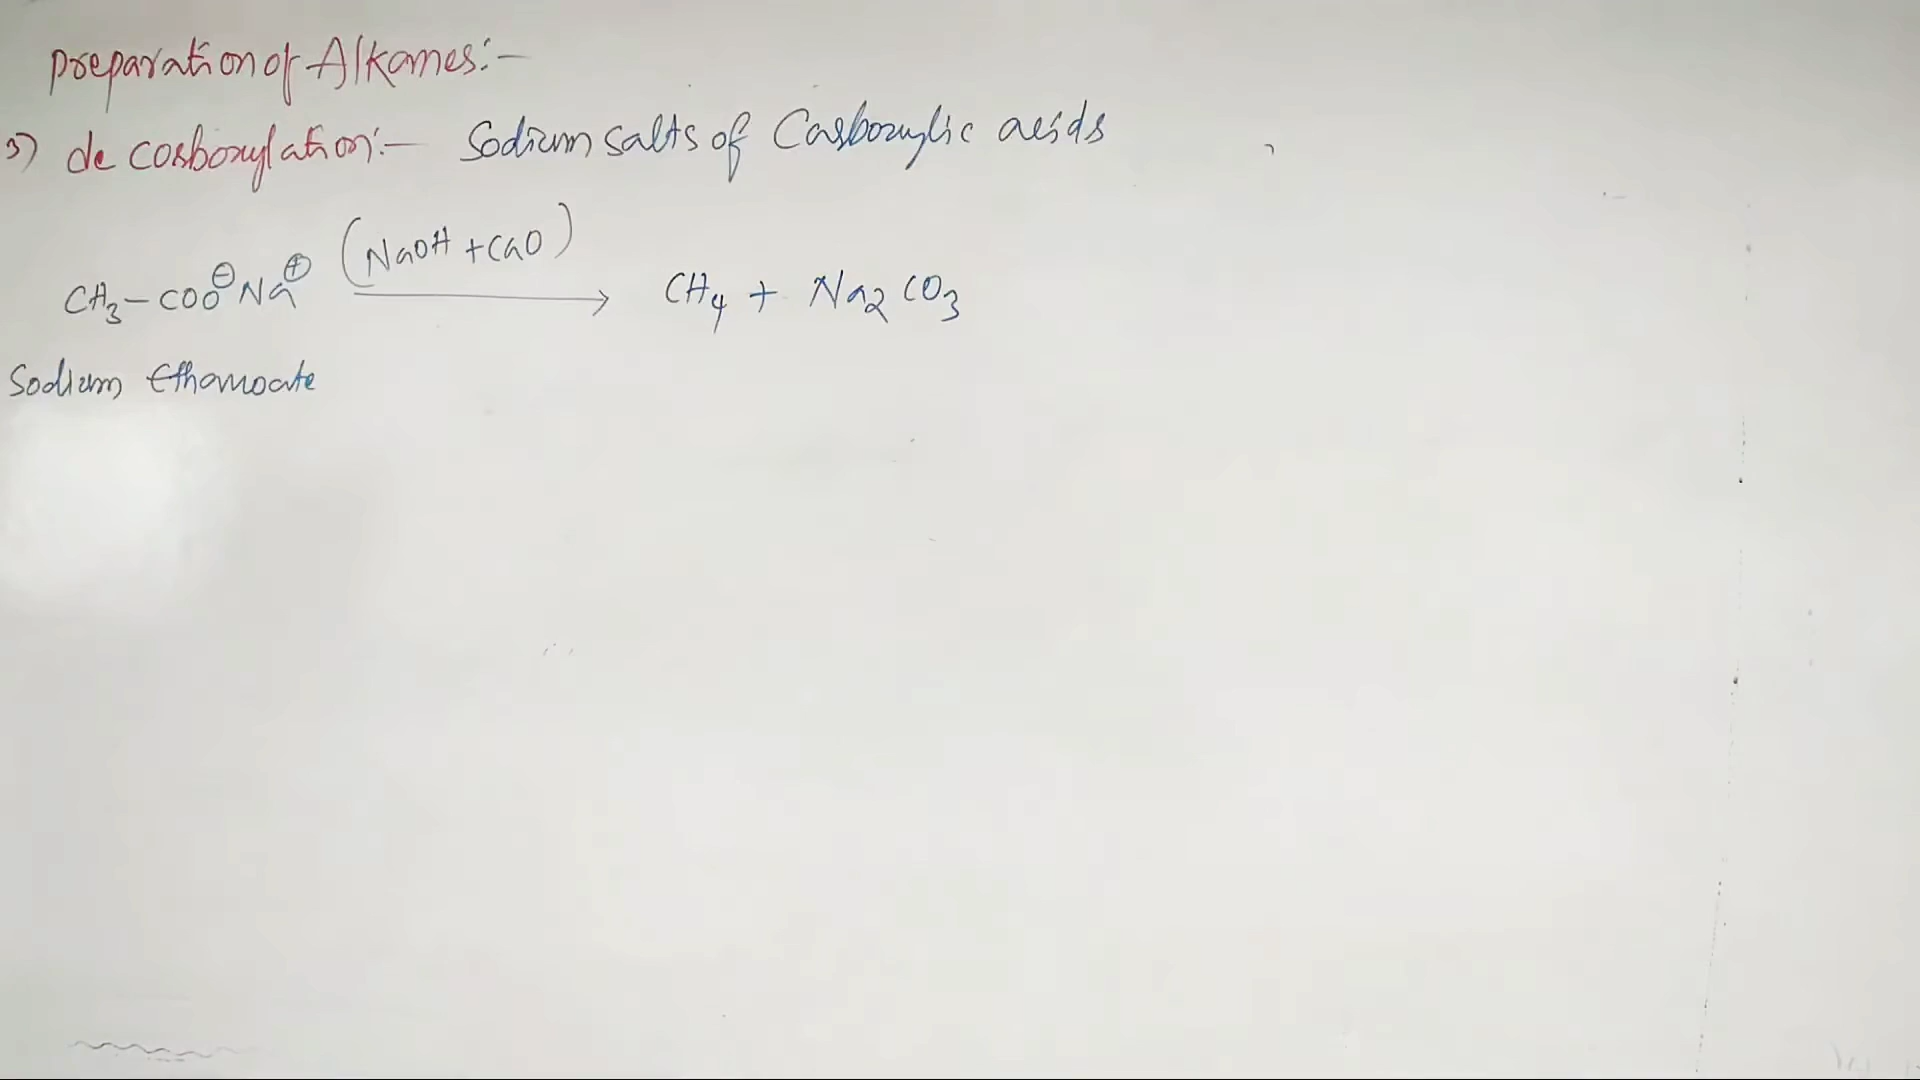 Preparation of Alkanes:-
5) de carboxylation:- Sodium salts of Carboxylic acids
(NaOH + CaO)
CH₃-COO⊖Na⊕ → CH₄ + Na₂CO₃
Sodium Ethanoate